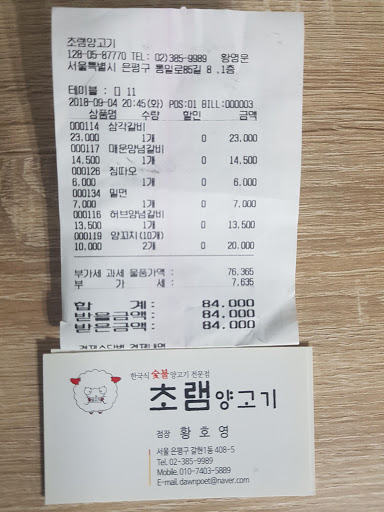 초램양고기
128-05-87770 TEL: 02)385-9989 황영운
서울특별시 은평구 통일로85길 8 .1층
테이블 : 11
2018-09-04 20:45(화) POS:01 BILL:000003
상품명 수량 할인 금액
000114 삼각갈비
23,000 1개 0 23,000
000117 매운양념갈비
14,500 1개 0 14,500
000126 칭따오
6,000 1개 0 6,000
000134 밀면
7,000 1개 0 7,000
000116 허브양념갈비
13,500 1개 0 13,500
000119 양꼬지(10개)
10,000 2개 0 20,000
부가세 과세 물품가액 : 76,365
부 가 세 : 7,635
합 계 : 84,000
받을금액 : 84,000
받은금액 : 84,000
한국식 숯불 양고기 전문점
초램양고기
점장 황호영
서울 은평구 갈현1동 408-5
Tel. 02-385-9989
Mobile. 010-7403-5889
E-mail. dawnpoet@naver.com